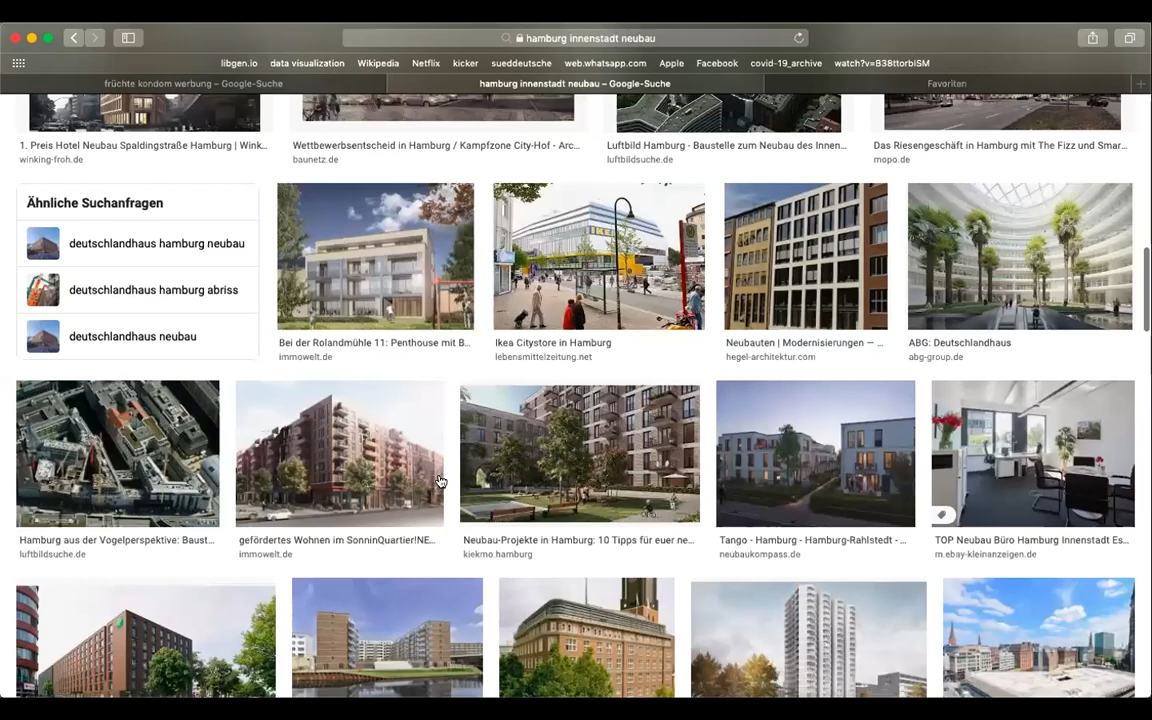 hamburg innenstadt neubau
libgen.io data visualization Wikipedia Netflix kicker sueddeutsche web.whatsapp.com Apple Facebook covid-19_archive watch?v=B38ttorbISM
früchte kondom werbung – Google-Suche
hamburg innenstadt neubau – Google-Suche
Favoriten
1. Preis Hotel Neubau Spaldingstraße Hamburg | Wink...
winking-froh.de
Wettbewerbsentscheid in Hamburg / Kampfzone City-Hof - Arc...
baunetz.de
Luftbild Hamburg - Baustelle zum Neubau des Innen...
luftbildsuche.de
Das Riesengeschäft in Hamburg mit The Fizz und Smar...
mopo.de
Ähnliche Suchanfragen
deutschlandhaus hamburg neubau
deutschlandhaus hamburg abriss
deutschlandhaus neubau
IKEA
Bei der Rolandmühle 11: Penthouse mit B...
immowelt.de
Ikea Citystore in Hamburg
lebensmittelzeitung.net
Neubauten | Modernisierungen — ...
hegel-architektur.com
ABG: Deutschlandhaus
abg-group.de
Hamburg aus der Vogelperspektive: Baust...
luftbildsuche.de
gefördertes Wohnen im SonninQuartier!NE...
immowelt.de
Neubau-Projekte in Hamburg: 10 Tipps für euer ne...
kiekmo.hamburg
Tango - Hamburg - Hamburg-Rahlstedt - ...
neubaukompass.de
TOP Neubau Büro Hamburg Innenstadt Es...
m.ebay-kleinanzeigen.de